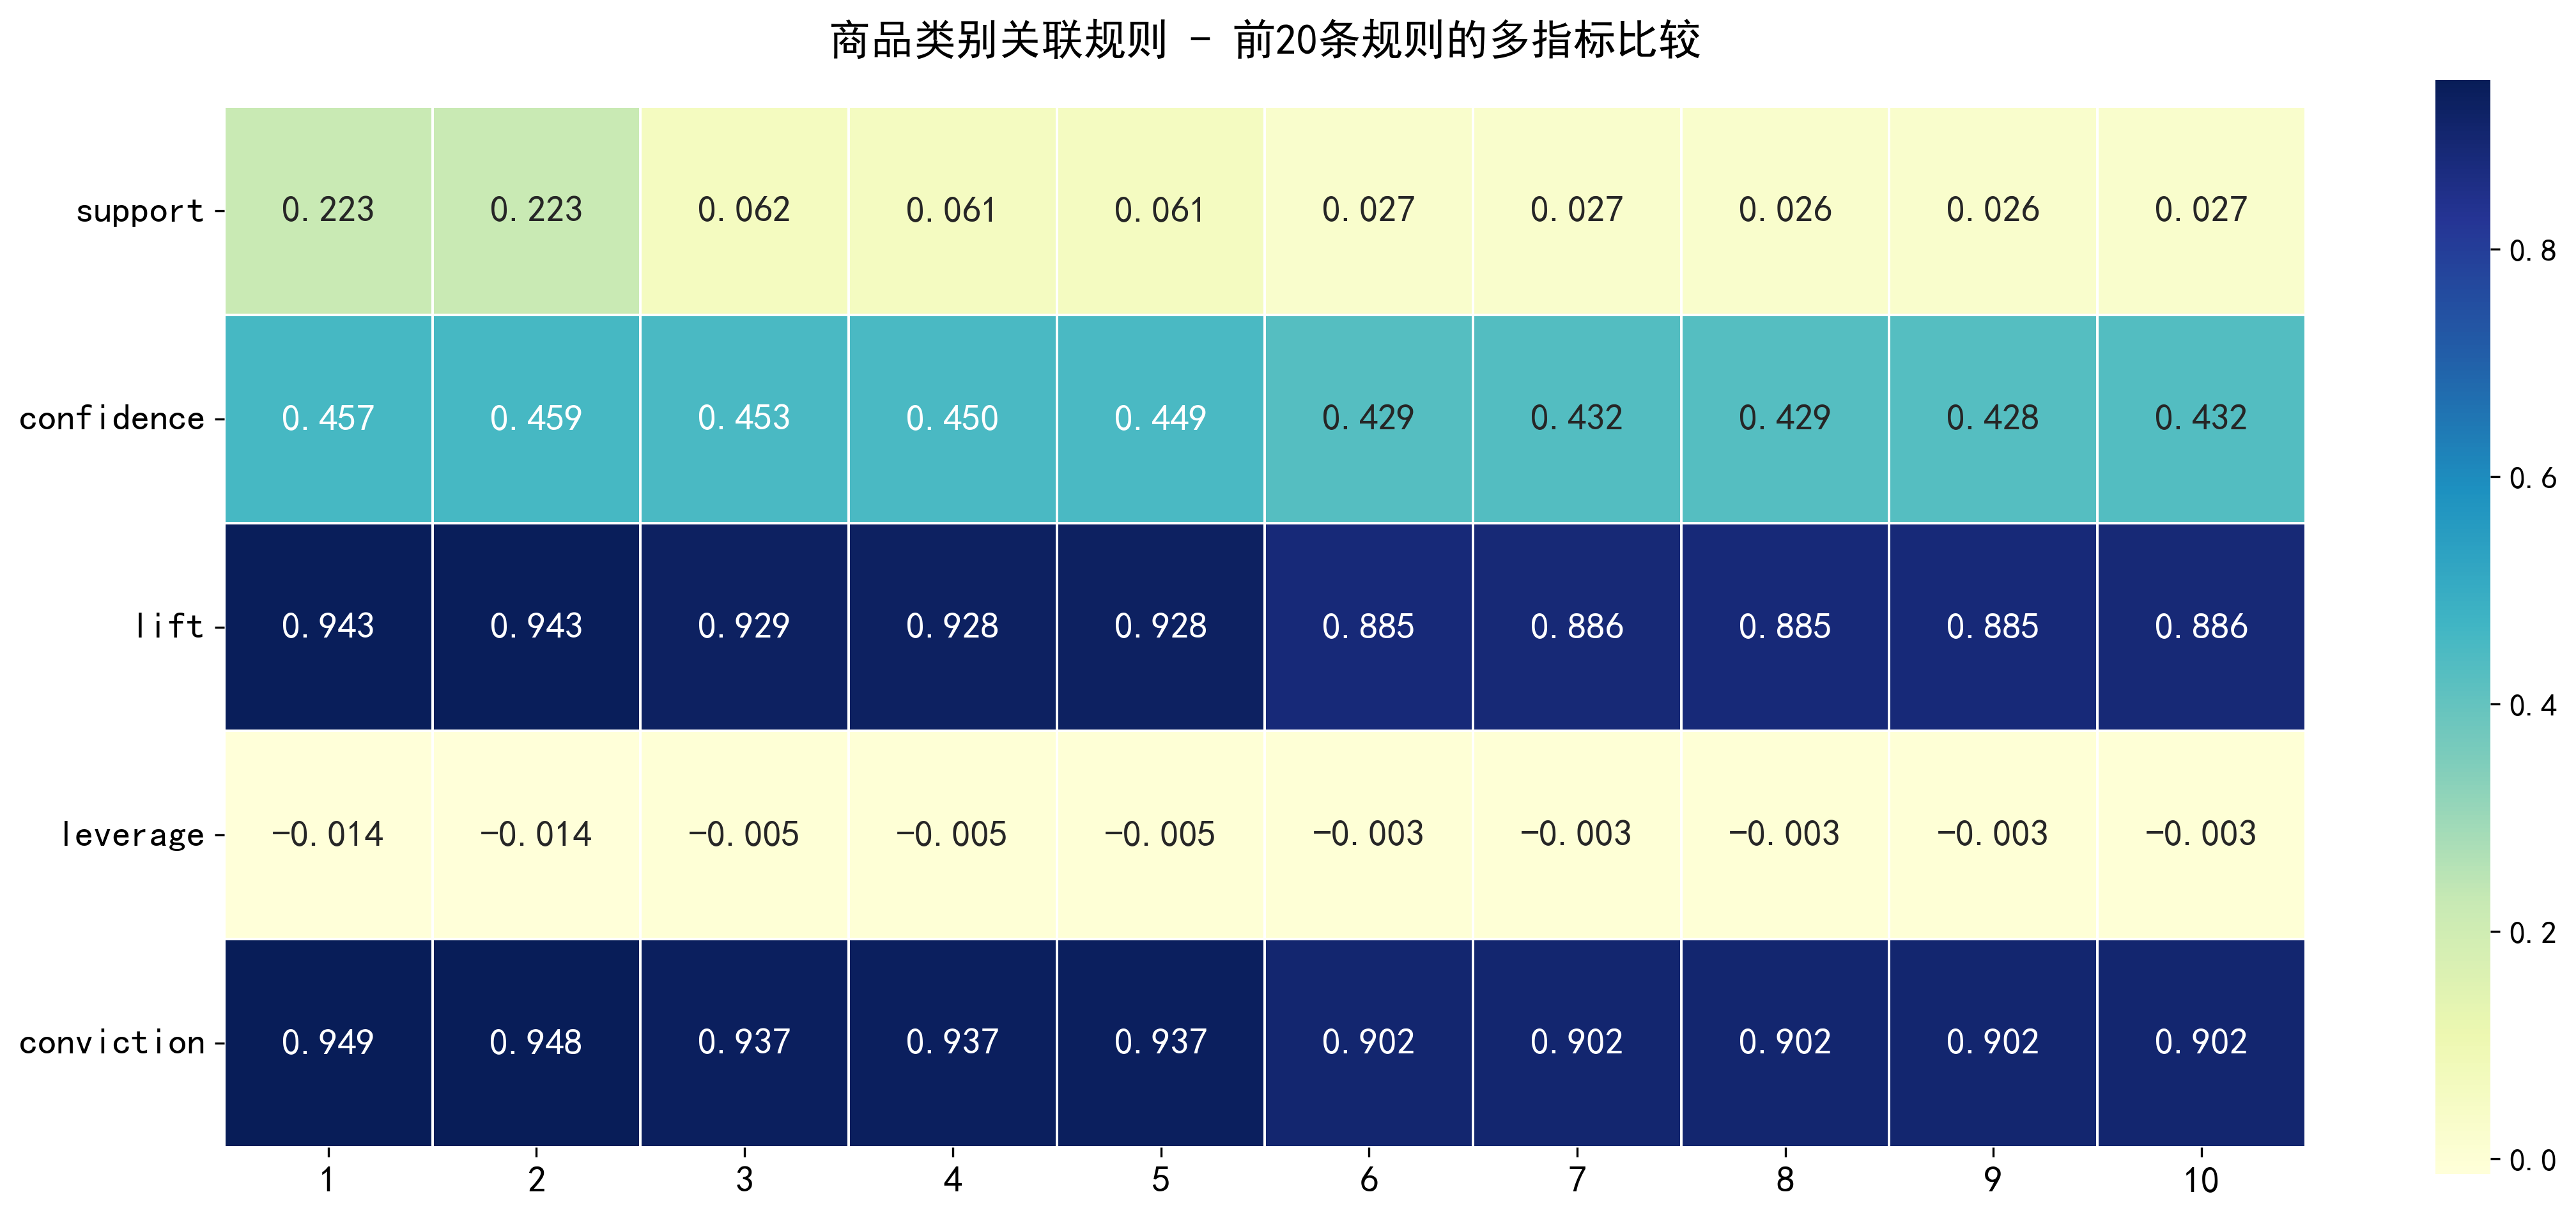 商品类别关联规则 - 前20条规则的多指标比较
support 0.223 0.223 0.062 0.061 0.061 0.027 0.027 0.026 0.026 0.027
confidence 0.457 0.459 0.453 0.450 0.449 0.429 0.432 0.429 0.428 0.432
lift 0.943 0.943 0.929 0.928 0.928 0.885 0.886 0.885 0.885 0.886
leverage -0.014 -0.014 -0.005 -0.005 -0.005 -0.003 -0.003 -0.003 -0.003 -0.003
conviction 0.949 0.948 0.937 0.937 0.937 0.902 0.902 0.902 0.902 0.902
1 2 3 4 5 6 7 8 9 10
0.8
0.6
0.4
0.2
0.0